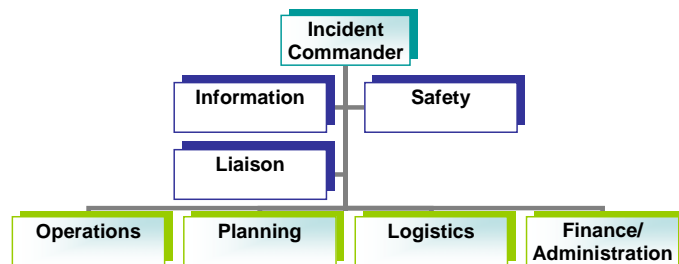 Incident
Commander
Information
Safety
Liaison
Operations
Planning
Logistics
Finance/
Administration